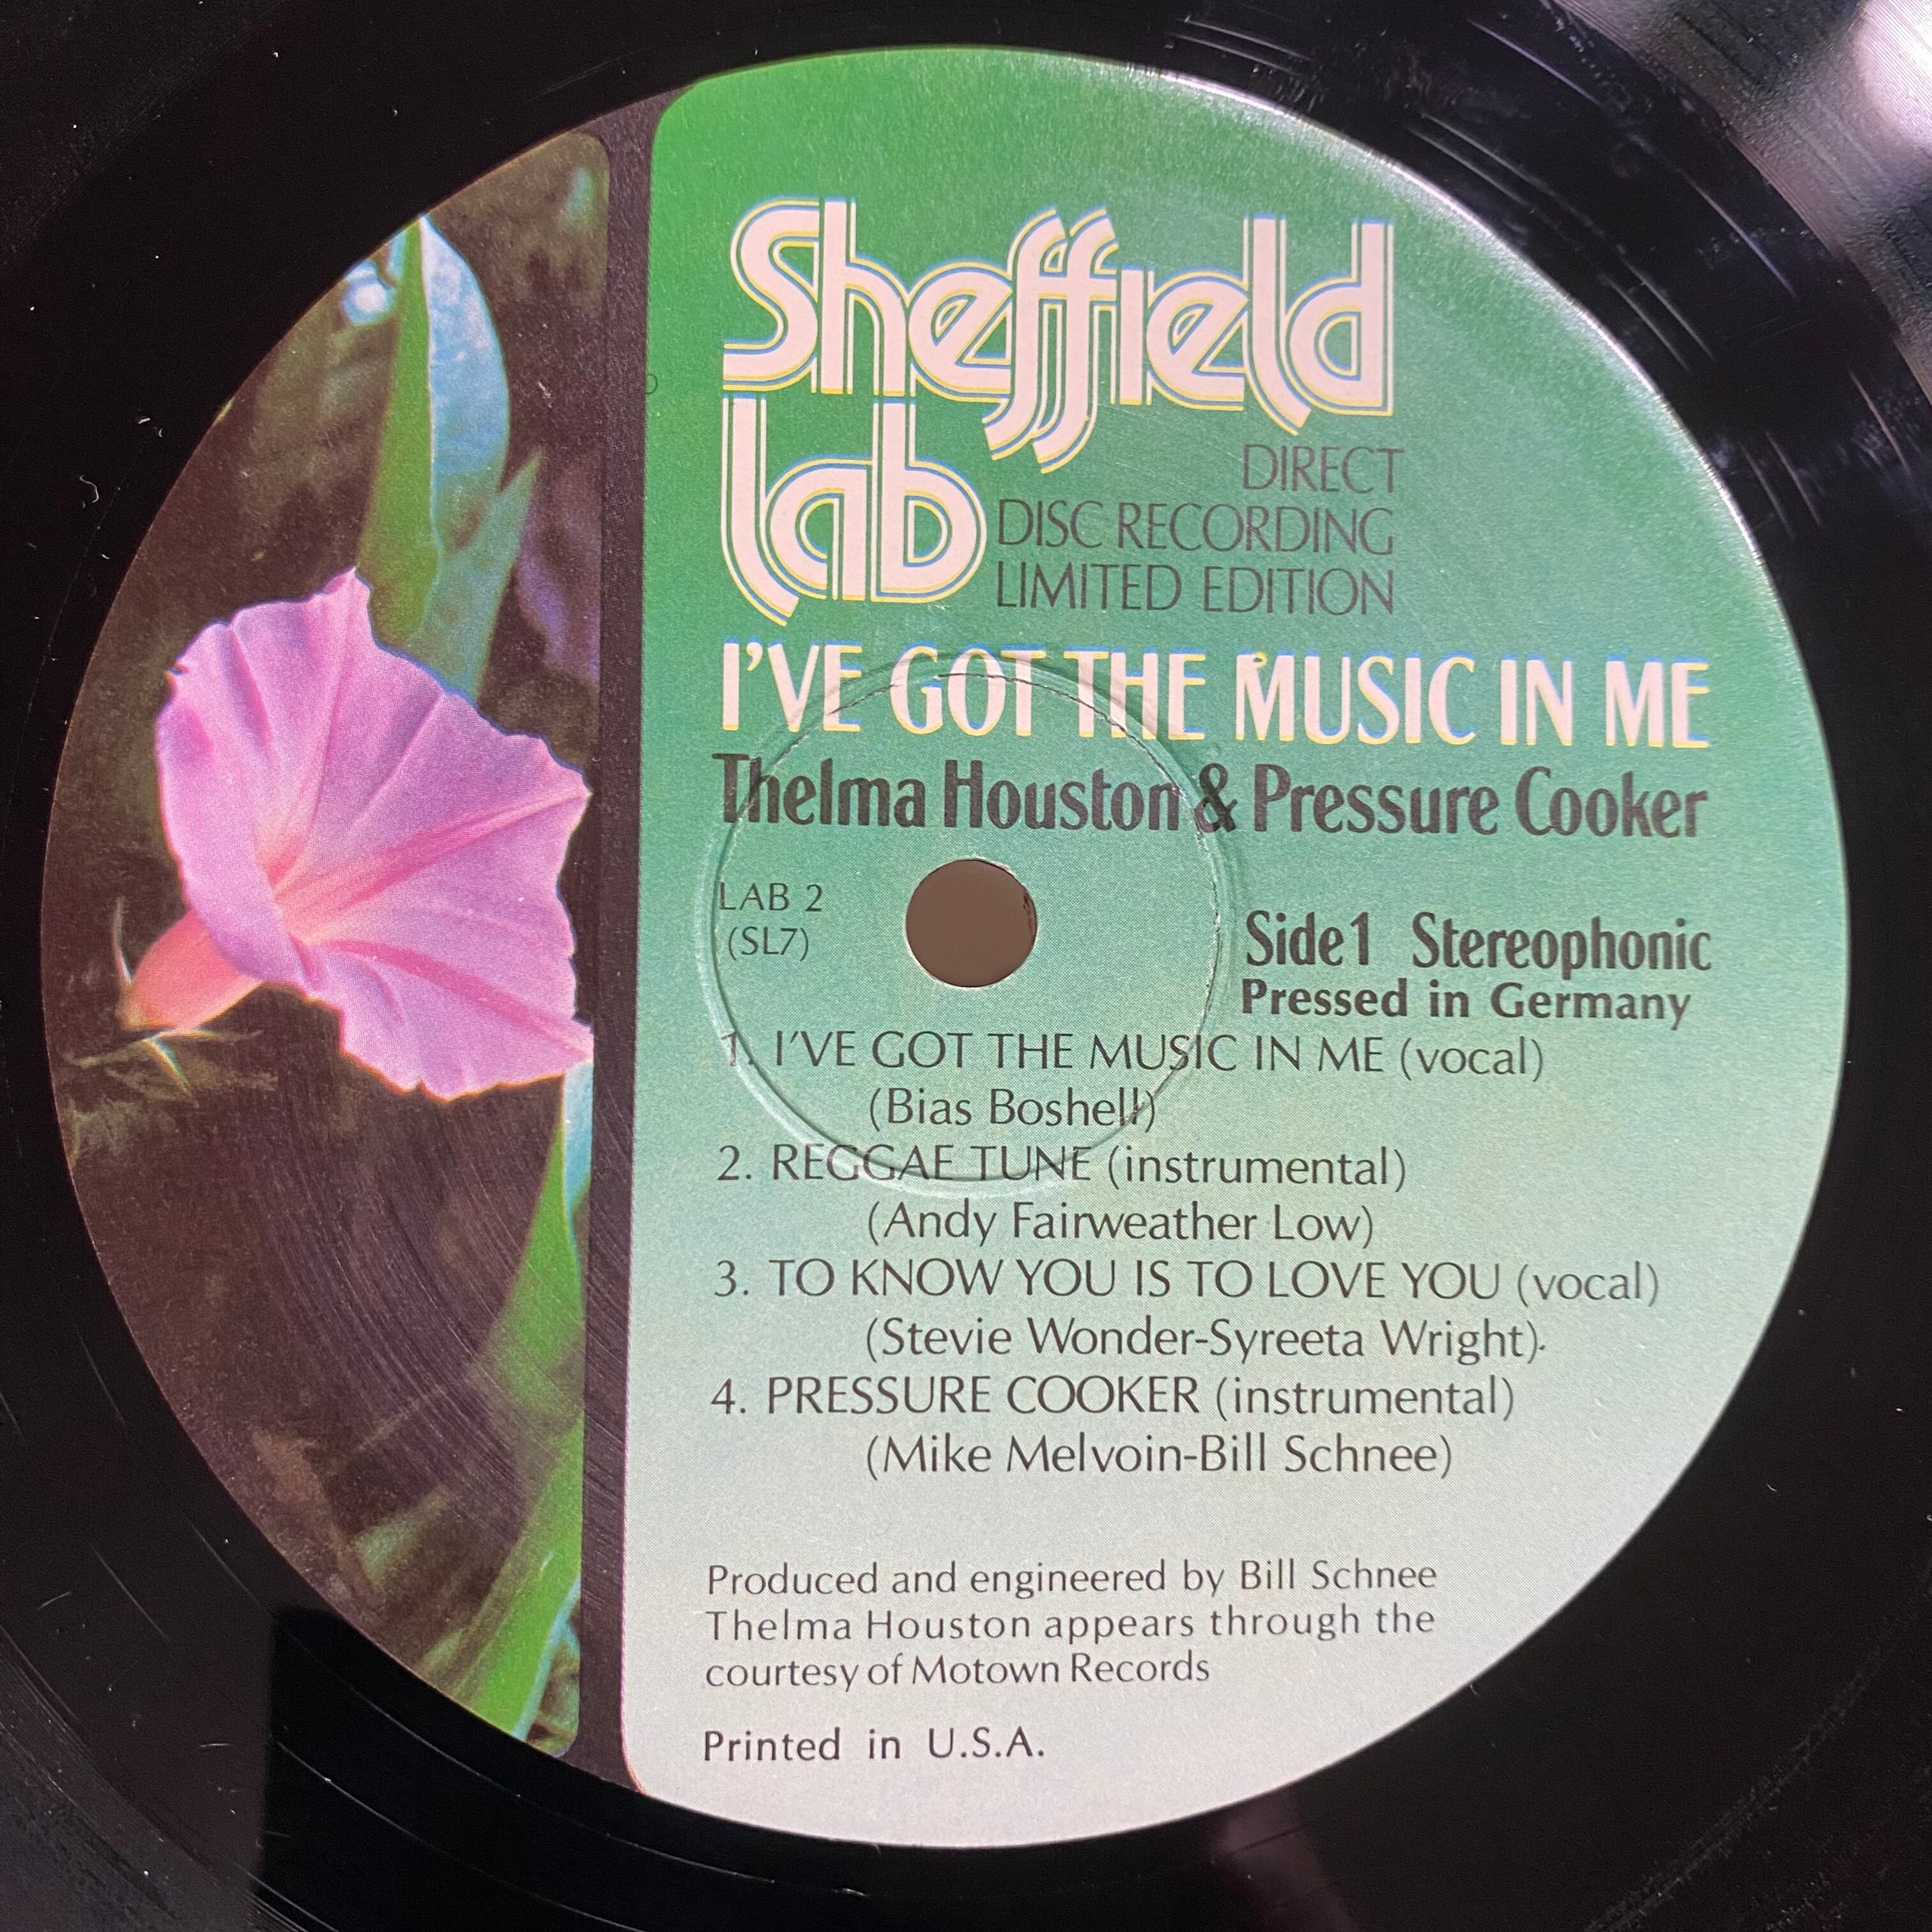 Sheffield
Lab
DIRECT
DISC RECORDING
LIMITED EDITION
I'VE GOT THE MUSIC IN ME
Thelma Houston & Pressure Cooker
LAB 2
(SL7)
Side 1 Stereophonic
Pressed in Germany
1. I'VE GOT THE MUSIC IN ME (vocal)
(Bias Boshell)
2. REGGAE TUNE (instrumental)
(Andy Fairweather Low)
3. TO KNOW YOU IS TO LOVE YOU (vocal)
(Stevie Wonder-Syreeta Wright).
4. PRESSURE COOKER (instrumental)
(Mike Melvoin-Bill Schnee)
Produced and engineered by Bill Schnee
Thelma Houston appears through the
courtesy of Motown Records
Printed in U.S.A.